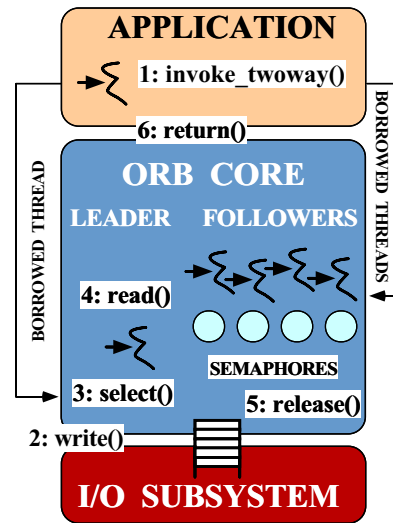 APPLICATION
1: invoke_twoway()
6: return()
BORROWED THREAD
BORROWED THREADS
ORB CORE
LEADER
FOLLOWERS
4: read()
SEMAPHORES
3: select()
5: release()
2: write()
I/O SUBSYSTEM